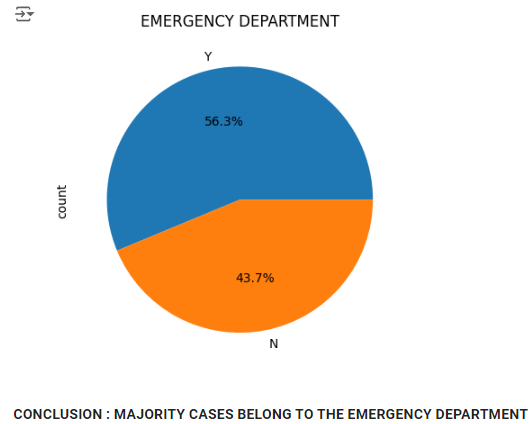 EMERGENCY DEPARTMENT
Y
56.3%
count
43.7%
N
CONCLUSION : MAJORITY CASES BELONG TO THE EMERGENCY DEPARTMENT